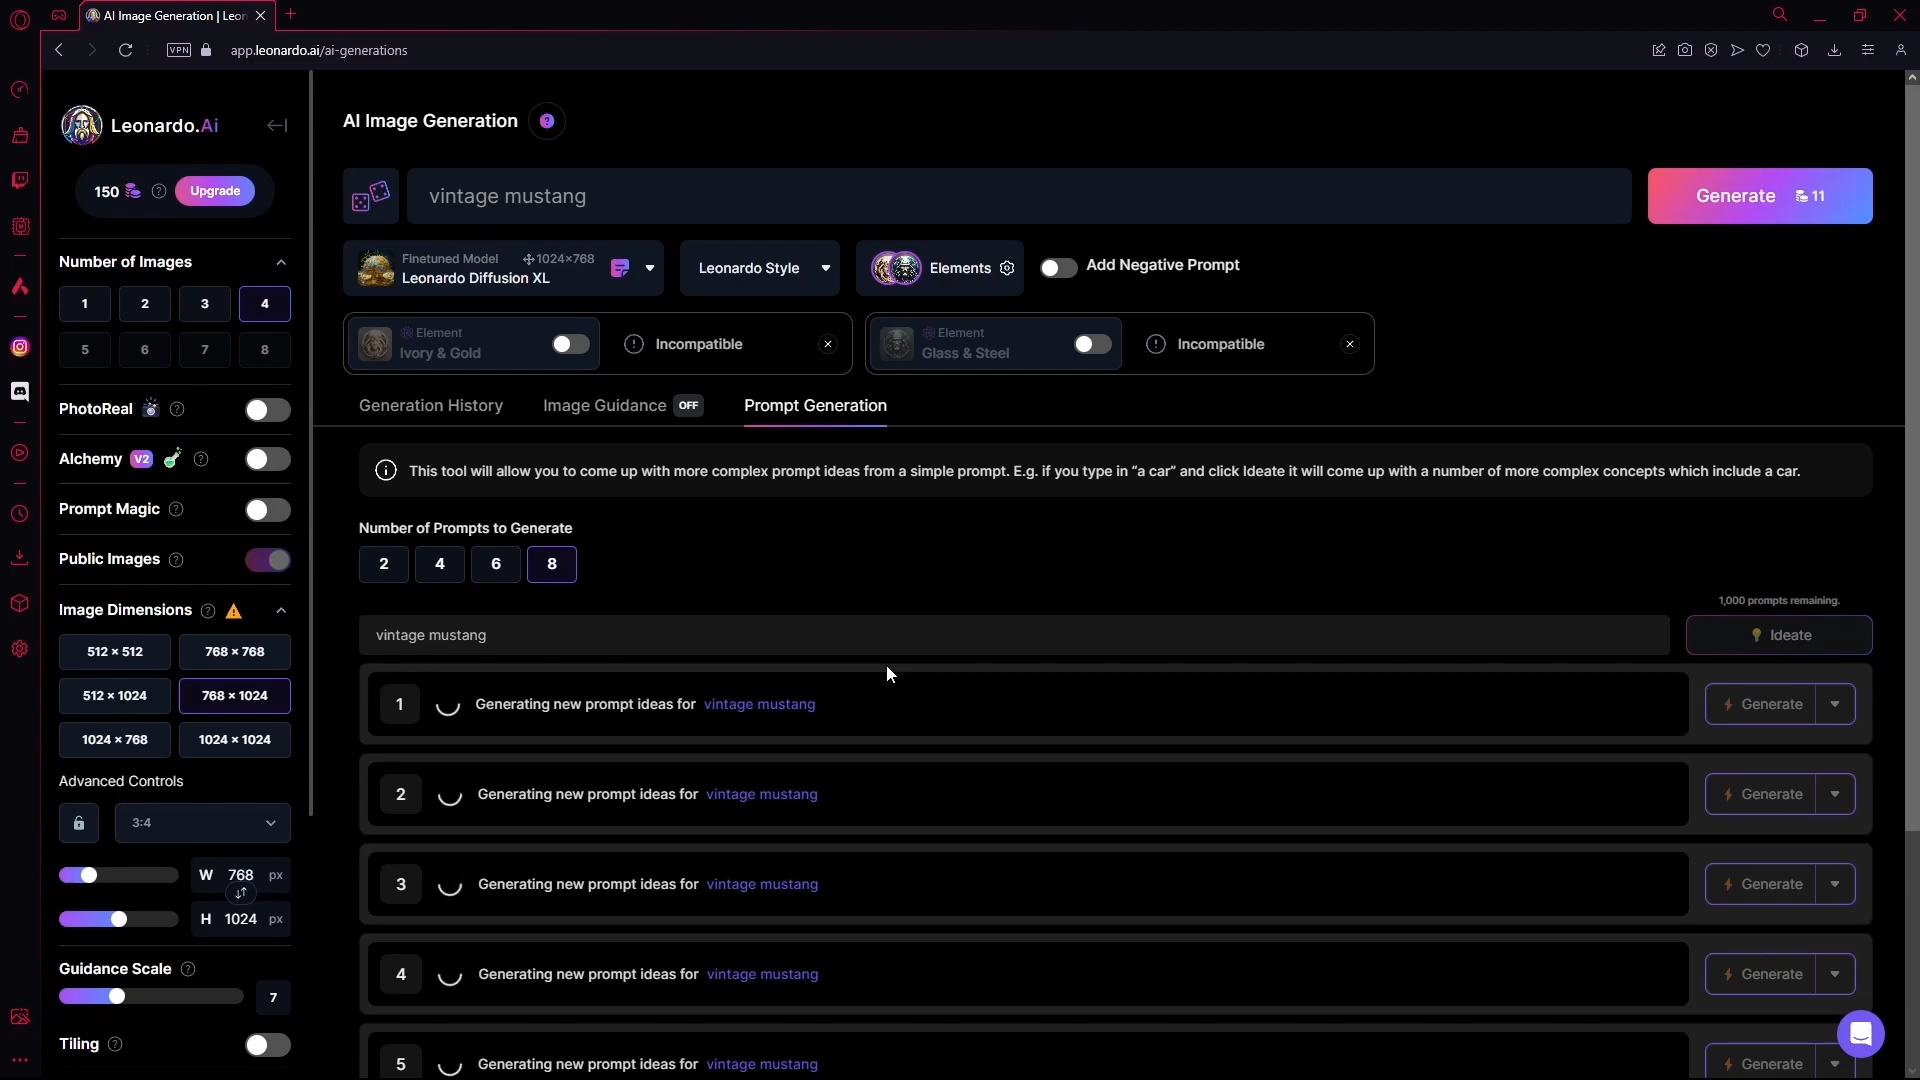 AI Image Generation | Leon
VPN
app.leonardo.ai/ai-generations
Leonardo.Ai
150
Upgrade
Number of Images
1 2 3 4
5 6 7 8
PhotoReal
Alchemy V2
Prompt Magic
Public Images
Image Dimensions
512 × 512 768 × 768
512 × 1024 768 × 1024
1024 × 768 1024 × 1024
Advanced Controls
3:4
W 768 px
H 1024 px
Guidance Scale
7
Tiling
AI Image Generation
vintage mustang
Generate 11
Finetuned Model 1024×768
Leonardo Diffusion XL
Leonardo Style
Elements
Add Negative Prompt
Element
Ivory & Gold
Incompatible
Element
Glass & Steel
Incompatible
Generation History
Image Guidance OFF
Prompt Generation
This tool will allow you to come up with more complex prompt ideas from a simple prompt. E.g. if you type in "a car" and click Ideate it will come up with a number of more complex concepts which include a car.
Number of Prompts to Generate
2 4 6 8
1,000 prompts remaining.
vintage mustang
Ideate
1 Generating new prompt ideas for vintage mustang Generate
2 Generating new prompt ideas for vintage mustang Generate
3 Generating new prompt ideas for vintage mustang Generate
4 Generating new prompt ideas for vintage mustang Generate
5 Generating new prompt ideas for vintage mustang Generate